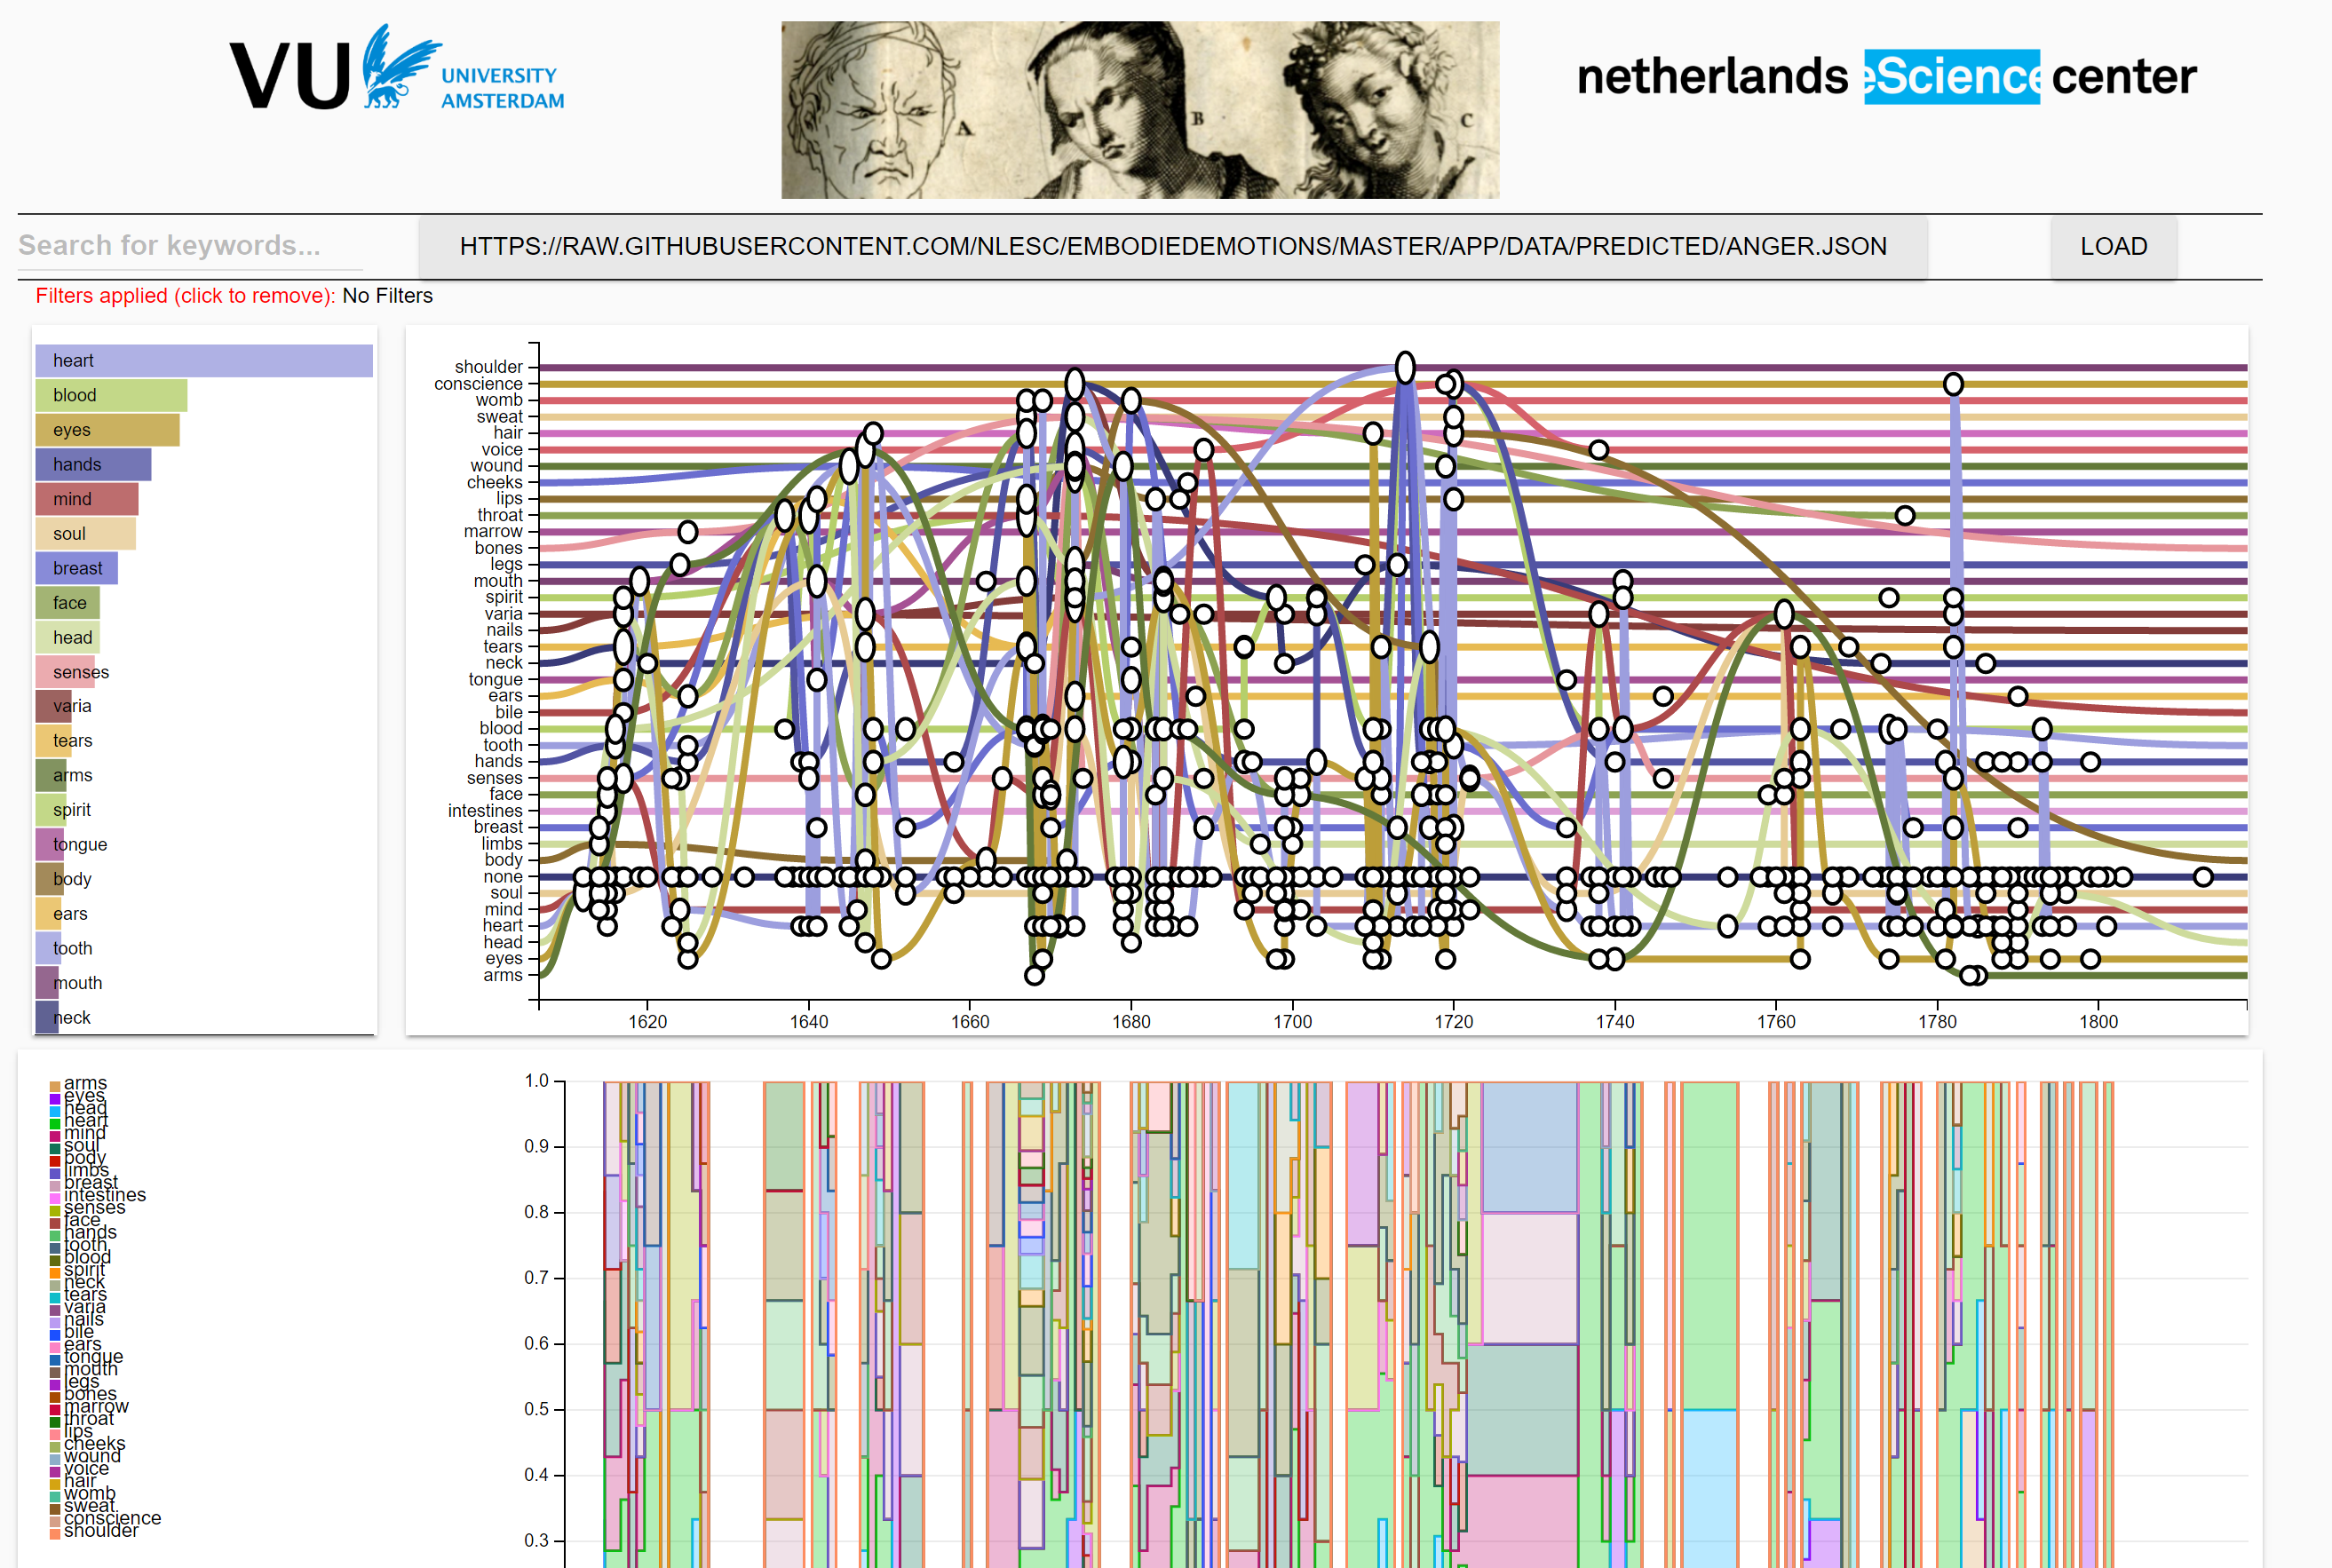 VU UNIVERSITY
AMSTERDAM
A
B
C
netherlands eScience center
Search for keywords...
HTTPS://RAW.GITHUBUSERCONTENT.COM/NLESC/EMBODIEDEMOTIONS/MASTER/APP/DATA/PREDICTED/ANGER.JSON
LOAD
Filters applied (click to remove): No Filters
heart
blood
eyes
hands
mind
soul
breast
face
head
senses
varia
tears
arms
spirit
tongue
body
ears
tooth
mouth
neck
shoulder
conscience
womb
sweat
hair
voice
wound
cheeks
lips
throat
marrow
bones
legs
mouth
spirit
varia
nails
tears
neck
tongue
ears
bile
blood
tooth
hands
senses
face
intestines
breast
limbs
body
none
soul
mind
heart
head
eyes
arms
1620 1640 1660 1680 1700 1720 1740 1760 1780 1800
arms
eyes
head
heart
mind
soul
body
limbs
breast
intestines
senses
face
hands
tooth
blood
spirit
neck
tears
varia
nails
bile
ears
tongue
mouth
legs
bones
marrow
throat
lips
cheeks
wound
voice
hair
womb
sweat
conscience
shoulder
1.0
0.9
0.8
0.7
0.6
0.5
0.4
0.3